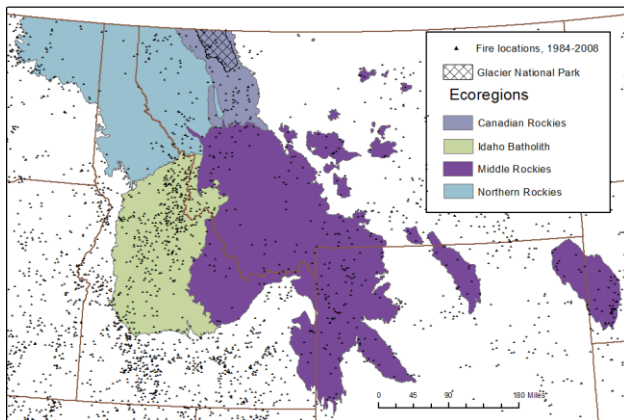 Fire locations, 1984-2008
Glacier National Park
Ecoregions
Canadian Rockies
Idaho Batholith
Middle Rockies
Northern Rockies
0 45 90 180 Miles